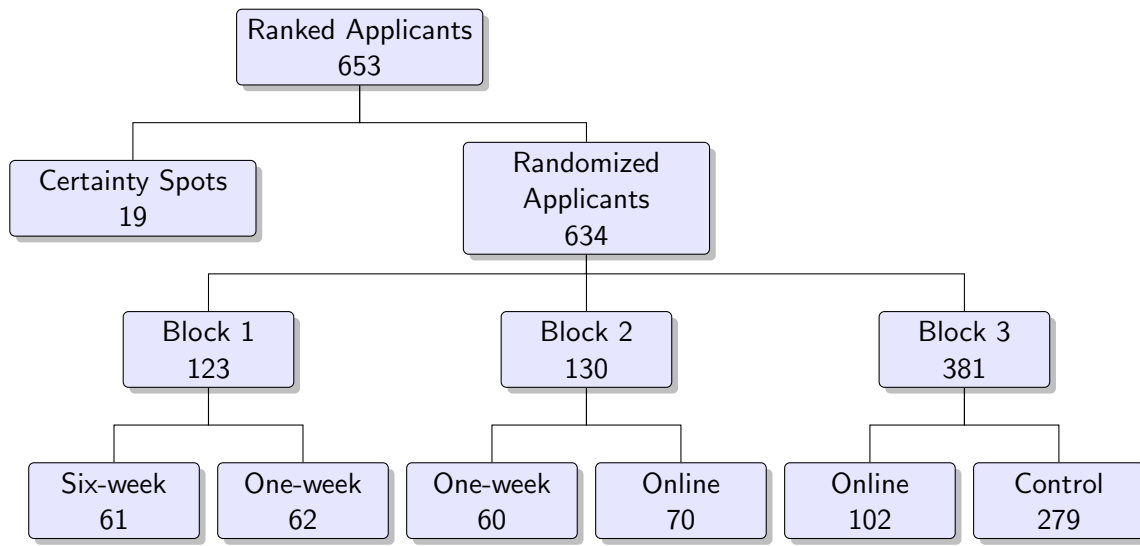 Ranked Applicants
653
Certainty Spots
19
Randomized
Applicants
634
Block 1
123
Block 2
130
Block 3
381
Six-week
61
One-week
62
One-week
60
Online
70
Online
102
Control
279